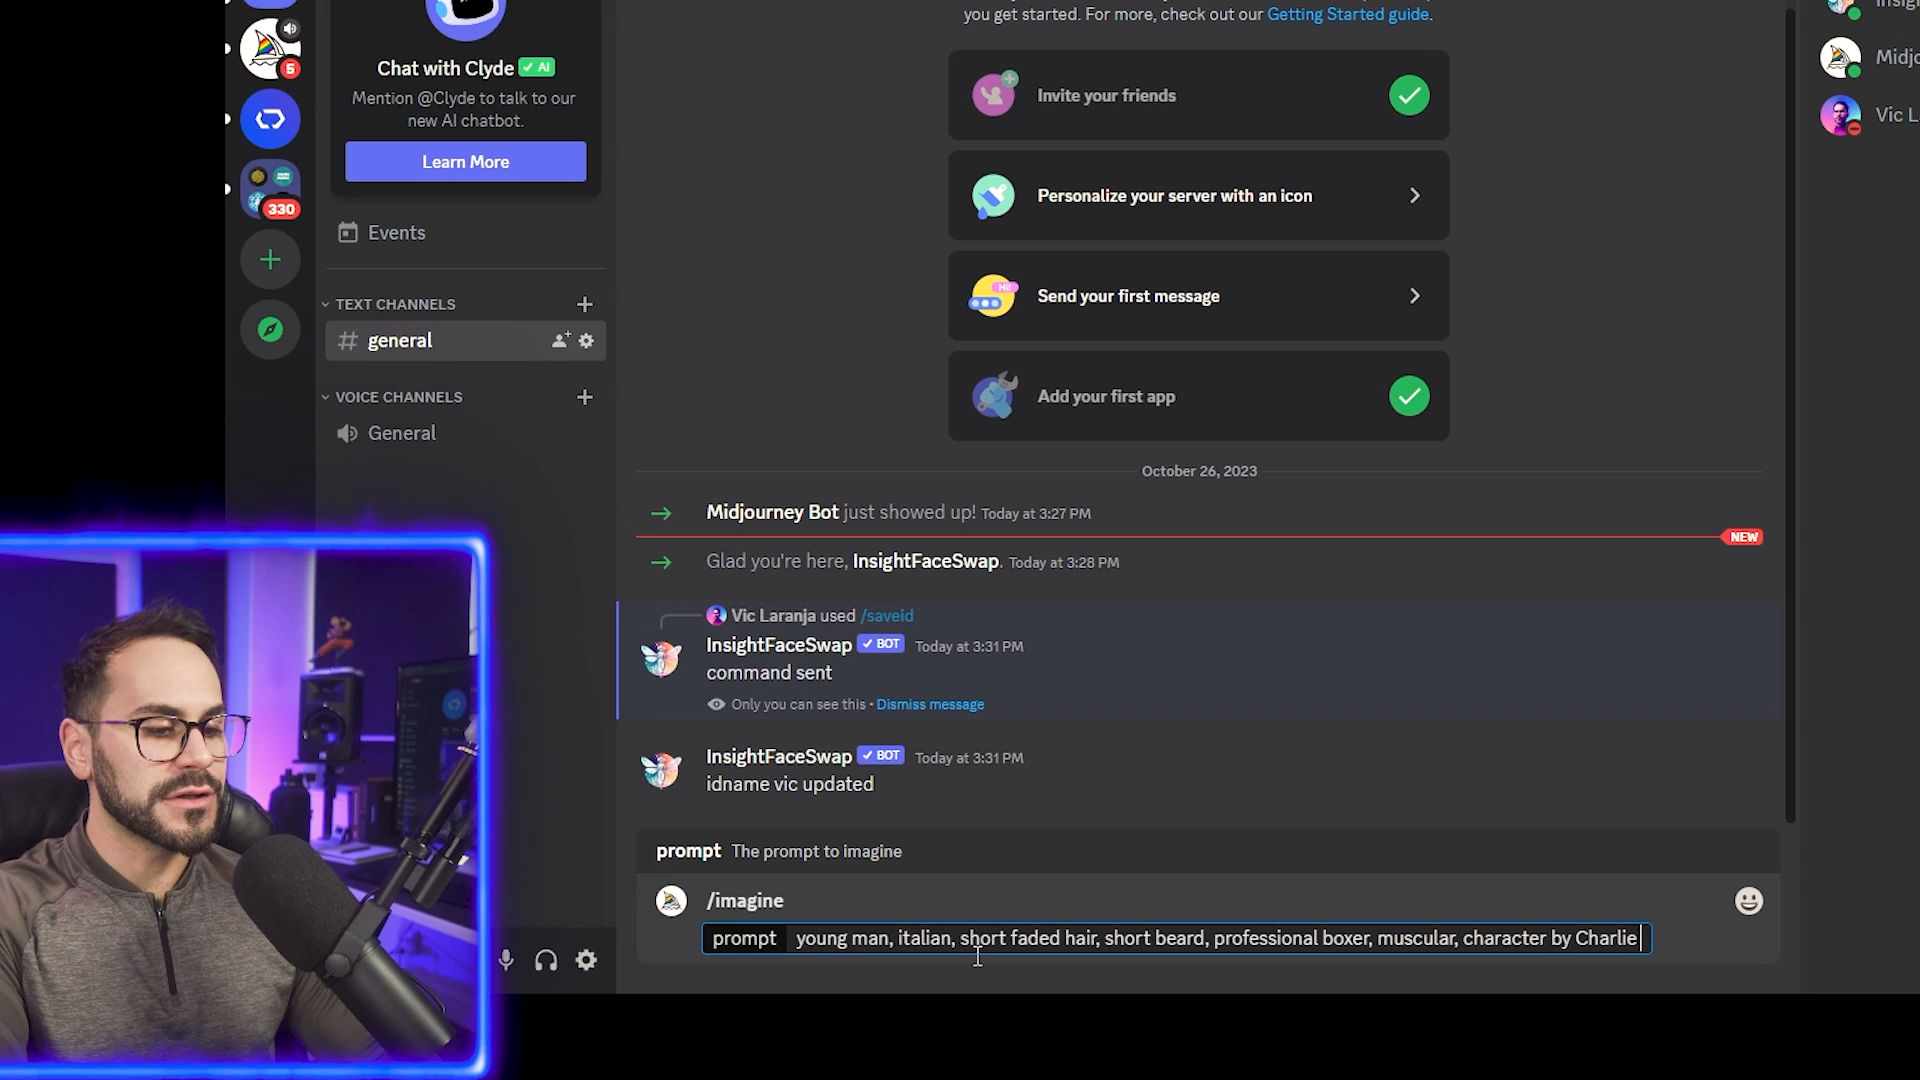 you get started. For more, check out our Getting Started guide.
5
Chat with Clyde ✓ AI
Mention @Clyde to talk to our
new AI chatbot.
Learn More
330
Events
TEXT CHANNELS
general
VOICE CHANNELS
General
Invite your friends
Personalize your server with an icon
Hi!
Send your first message
Add your first app
October 26, 2023
Midjourney Bot just showed up! Today at 3:27 PM
NEW
Glad you're here, InsightFaceSwap. Today at 3:28 PM
Vic Laranja used /saveid
InsightFaceSwap ✓ BOT Today at 3:31 PM
command sent
Only you can see this • Dismiss message
InsightFaceSwap ✓ BOT Today at 3:31 PM
idname vic updated
prompt The prompt to imagine
/imagine
prompt young man, italian, short faded hair, short beard, professional boxer, muscular, character by Charlie
Insig
Midjo
Vic L